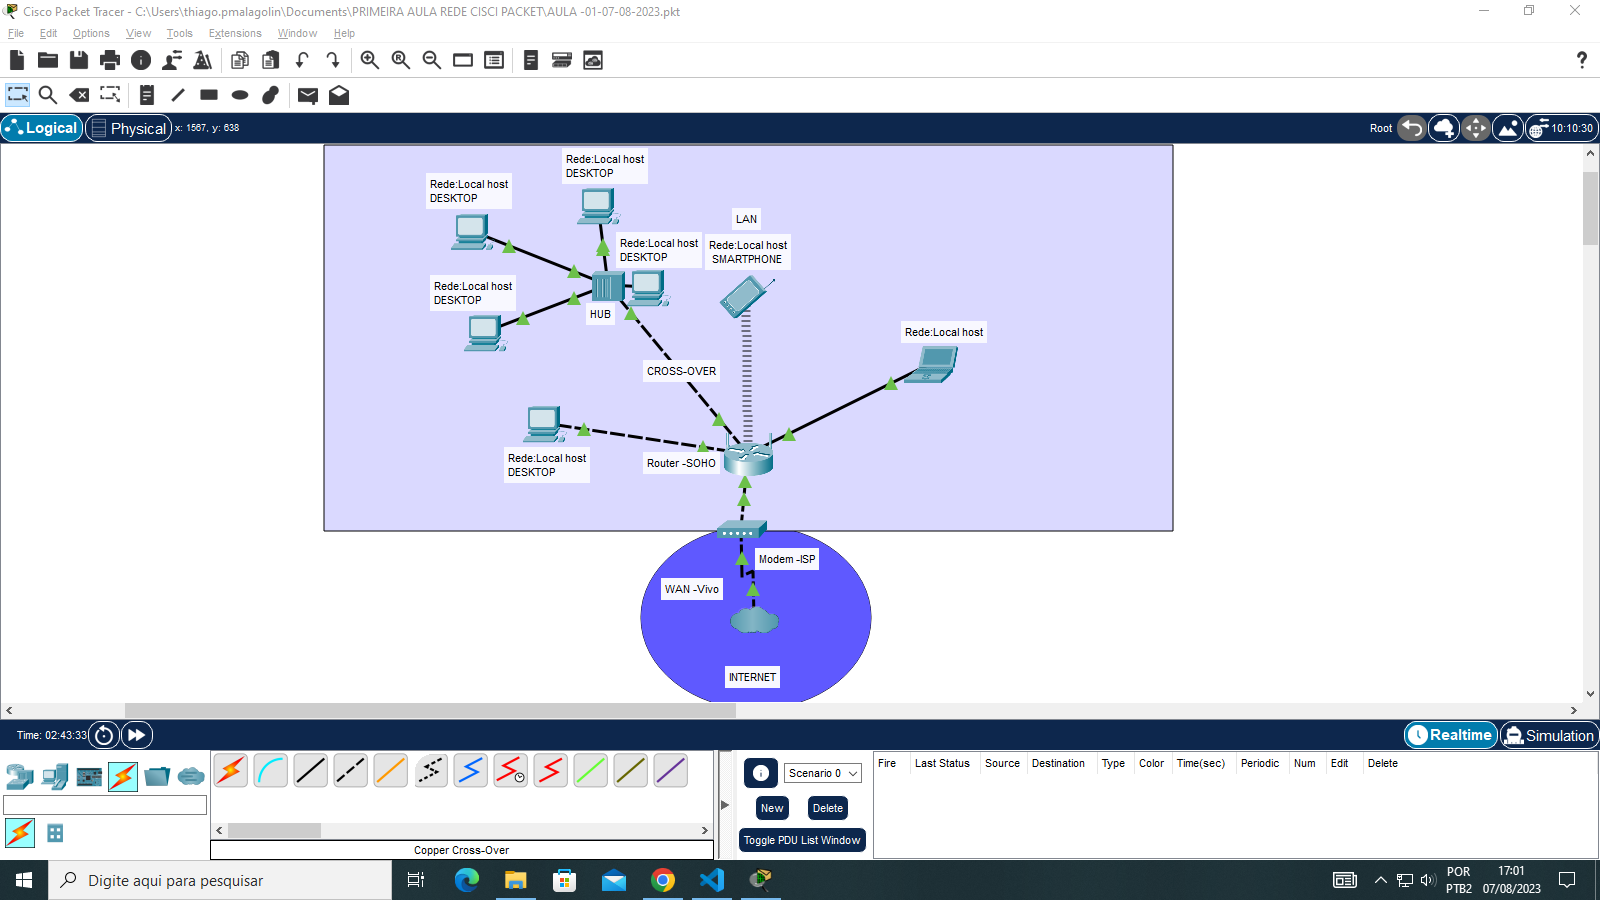 Cisco Packet Tracer - C:\Users\thiago.pmalagolin\Documents\PRIMEIRA AULA REDE CISCI PACKET\AULA -01-07-08-2023.pkt
File Edit Options View Tools Extensions Window Help
Logical Physical x: 1567, y: 638 Root 10:10:30
Rede:Local host
DESKTOP
Rede:Local host
DESKTOP
LAN
Rede:Local host
DESKTOP
Rede:Local host
SMARTPHONE
Rede:Local host
DESKTOP
HUB
Rede:Local host
CROSS-OVER
Rede:Local host
DESKTOP
Router -SOHO
Modem -ISP
WAN -Vivo
INTERNET
Time: 02:43:33 Realtime Simulation
Scenario 0
New Delete
Toggle PDU List Window
Fire Last Status Source Destination Type Color Time(sec) Periodic Num Edit Delete
Copper Cross-Over
Digite aqui para pesquisar
POR
PTB2
17:01
07/08/2023